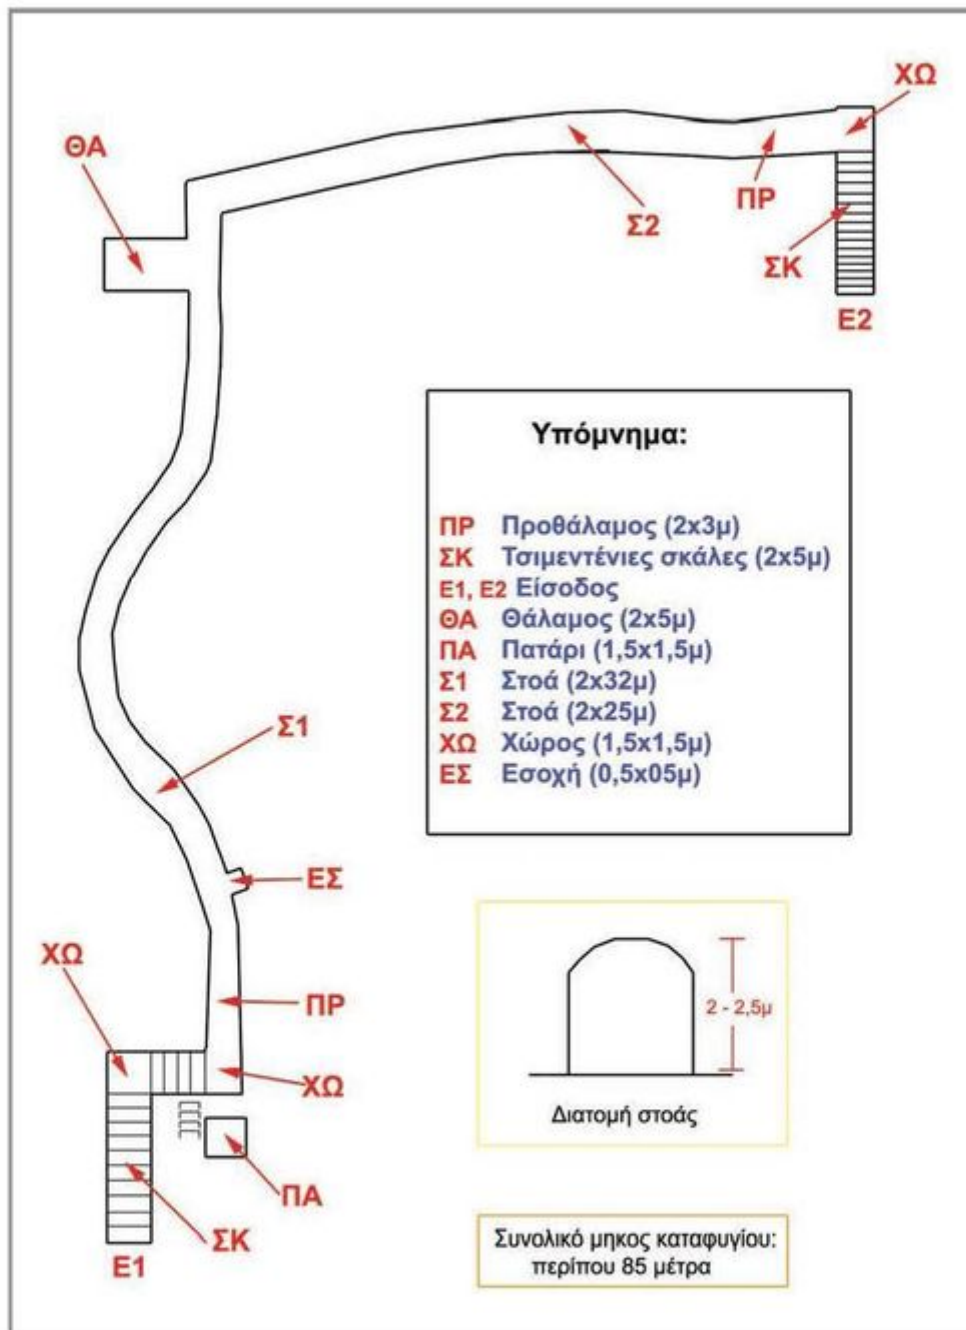 ΧΩ
ΘΑ
ΠΡ
Σ2
ΣΚ
Ε2
Υπόμνημα:
ΠΡ Προθάλαμος (2x3μ)
ΣΚ Τσιμεντένιες σκάλες (2x5μ)
Ε1, Ε2 Είσοδος
ΘΑ Θάλαμος (2x5μ)
ΠΑ Πατάρι (1,5x1,5μ)
Σ1 Στοά (2x32μ)
Σ2 Στοά (2x25μ)
ΧΩ Χώρος (1,5x1,5μ)
ΕΣ Εσοχή (0,5x05μ)
Σ1
ΕΣ
ΧΩ
ΠΡ
ΧΩ
ΠΑ
ΣΚ
Ε1
2 - 2,5μ
Διατομή στοάς
Συνολικό μηκος καταφυγίου:
περίπου 85 μέτρα